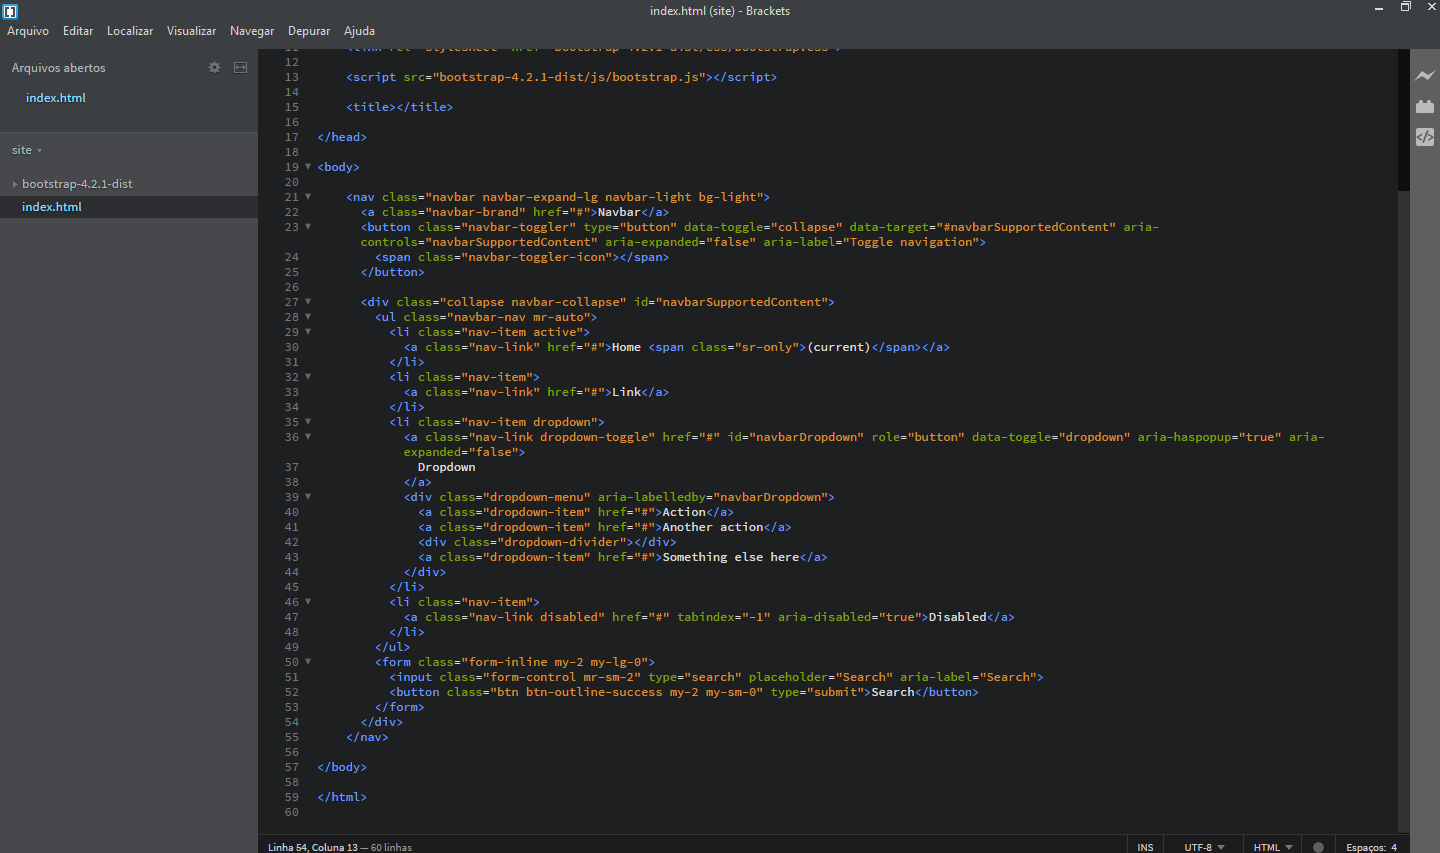 index.html (site) - Brackets
Arquivo Editar Localizar Visualizar Navegar Depurar Ajuda
Arquivos abertos
index.html
site
bootstrap-4.2.1-dist
index.html
11
12
13 <script src="bootstrap-4.2.1-dist/js/bootstrap.js"></script>
14
15 <title></title>
16
17 </head>
18
19 <body>
20
21 <nav class="navbar navbar-expand-lg navbar-light bg-light">
22 <a class="navbar-brand" href="#">Navbar</a>
23 <button class="navbar-toggler" type="button" data-toggle="collapse" data-target="#navbarSupportedContent" aria-
controls="navbarSupportedContent" aria-expanded="false" aria-label="Toggle navigation">
24 <span class="navbar-toggler-icon"></span>
25 </button>
26
27 <div class="collapse navbar-collapse" id="navbarSupportedContent">
28 <ul class="navbar-nav mr-auto">
29 <li class="nav-item active">
30 <a class="nav-link" href="#">Home <span class="sr-only">(current)</span></a>
31 </li>
32 <li class="nav-item">
33 <a class="nav-link" href="#">Link</a>
34 </li>
35 <li class="nav-item dropdown">
36 <a class="nav-link dropdown-toggle" href="#" id="navbarDropdown" role="button" data-toggle="dropdown" aria-haspopup="true" aria-
expanded="false">
37 Dropdown
38 </a>
39 <div class="dropdown-menu" aria-labelledby="navbarDropdown">
40 <a class="dropdown-item" href="#">Action</a>
41 <a class="dropdown-item" href="#">Another action</a>
42 <div class="dropdown-divider"></div>
43 <a class="dropdown-item" href="#">Something else here</a>
44 </div>
45 </li>
46 <li class="nav-item">
47 <a class="nav-link disabled" href="#" tabindex="-1" aria-disabled="true">Disabled</a>
48 </li>
49 </ul>
50 <form class="form-inline my-2 my-lg-0">
51 <input class="form-control mr-sm-2" type="search" placeholder="Search" aria-label="Search">
52 <button class="btn btn-outline-success my-2 my-sm-0" type="submit">Search</button>
53 </form>
54 </div>
55 </nav>
56
57 </body>
58
59 </html>
60
Linha 54, Coluna 13 — 60 linhas INS UTF-8 HTML Espaços: 4